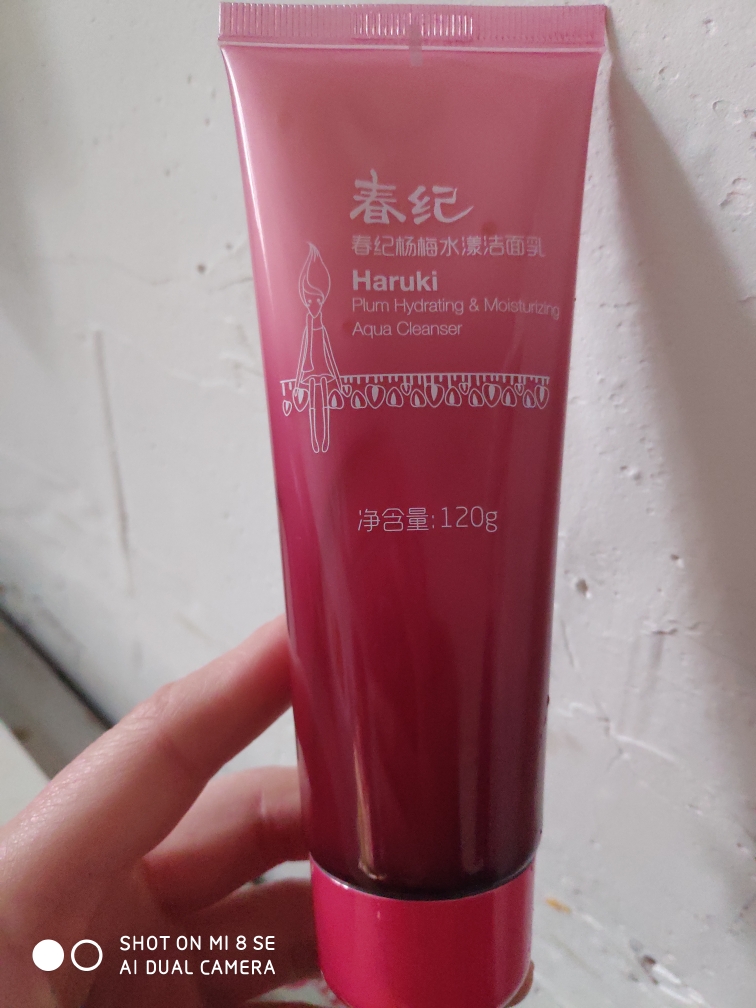 春纪
春纪杨梅水漾洁面乳
Haruki
Plum Hydrating & Moisturizing
Aqua Cleanser
净含量:120g
SHOT ON MI 8 SE
AI DUAL CAMERA